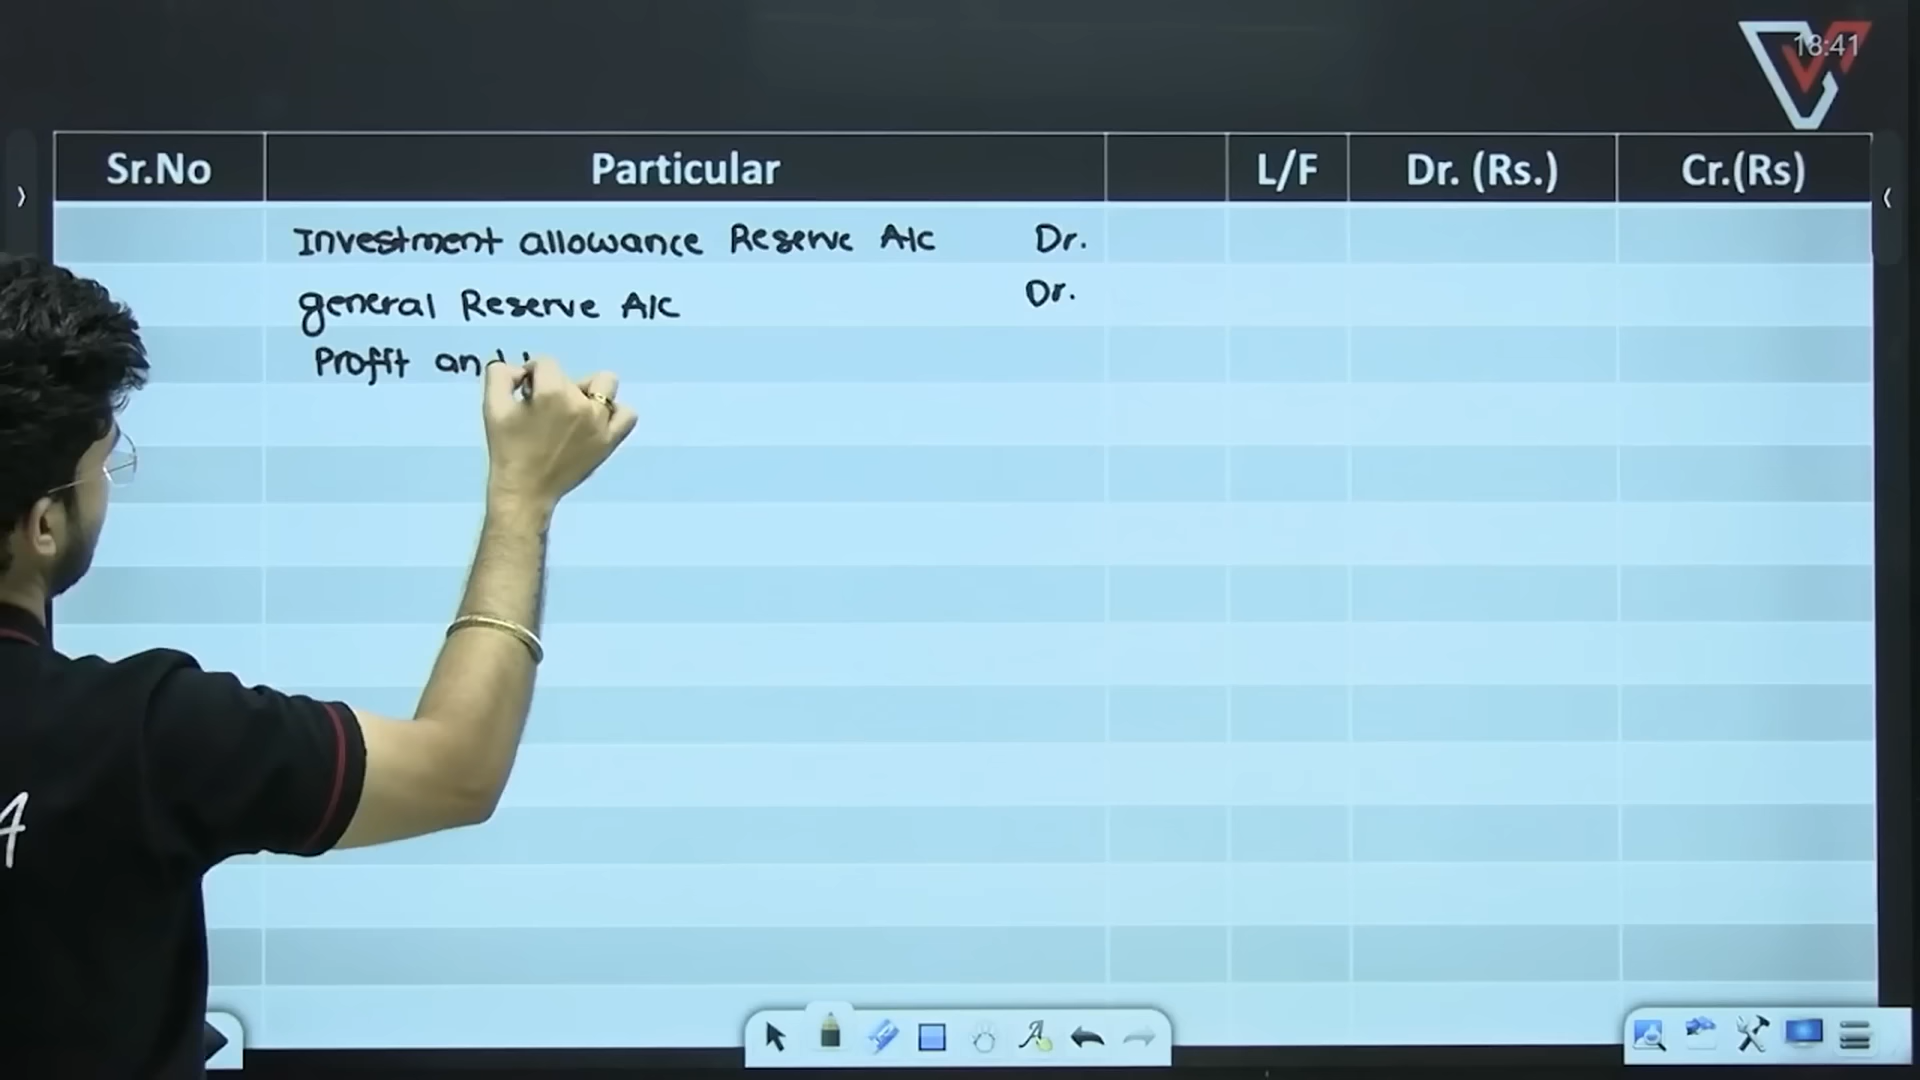 18:41
Sr.No Particular L/F Dr. (Rs.) Cr.(Rs)
Investment allowance Reserve A/c Dr.
general Reserve A/c Dr.
Profit and
A